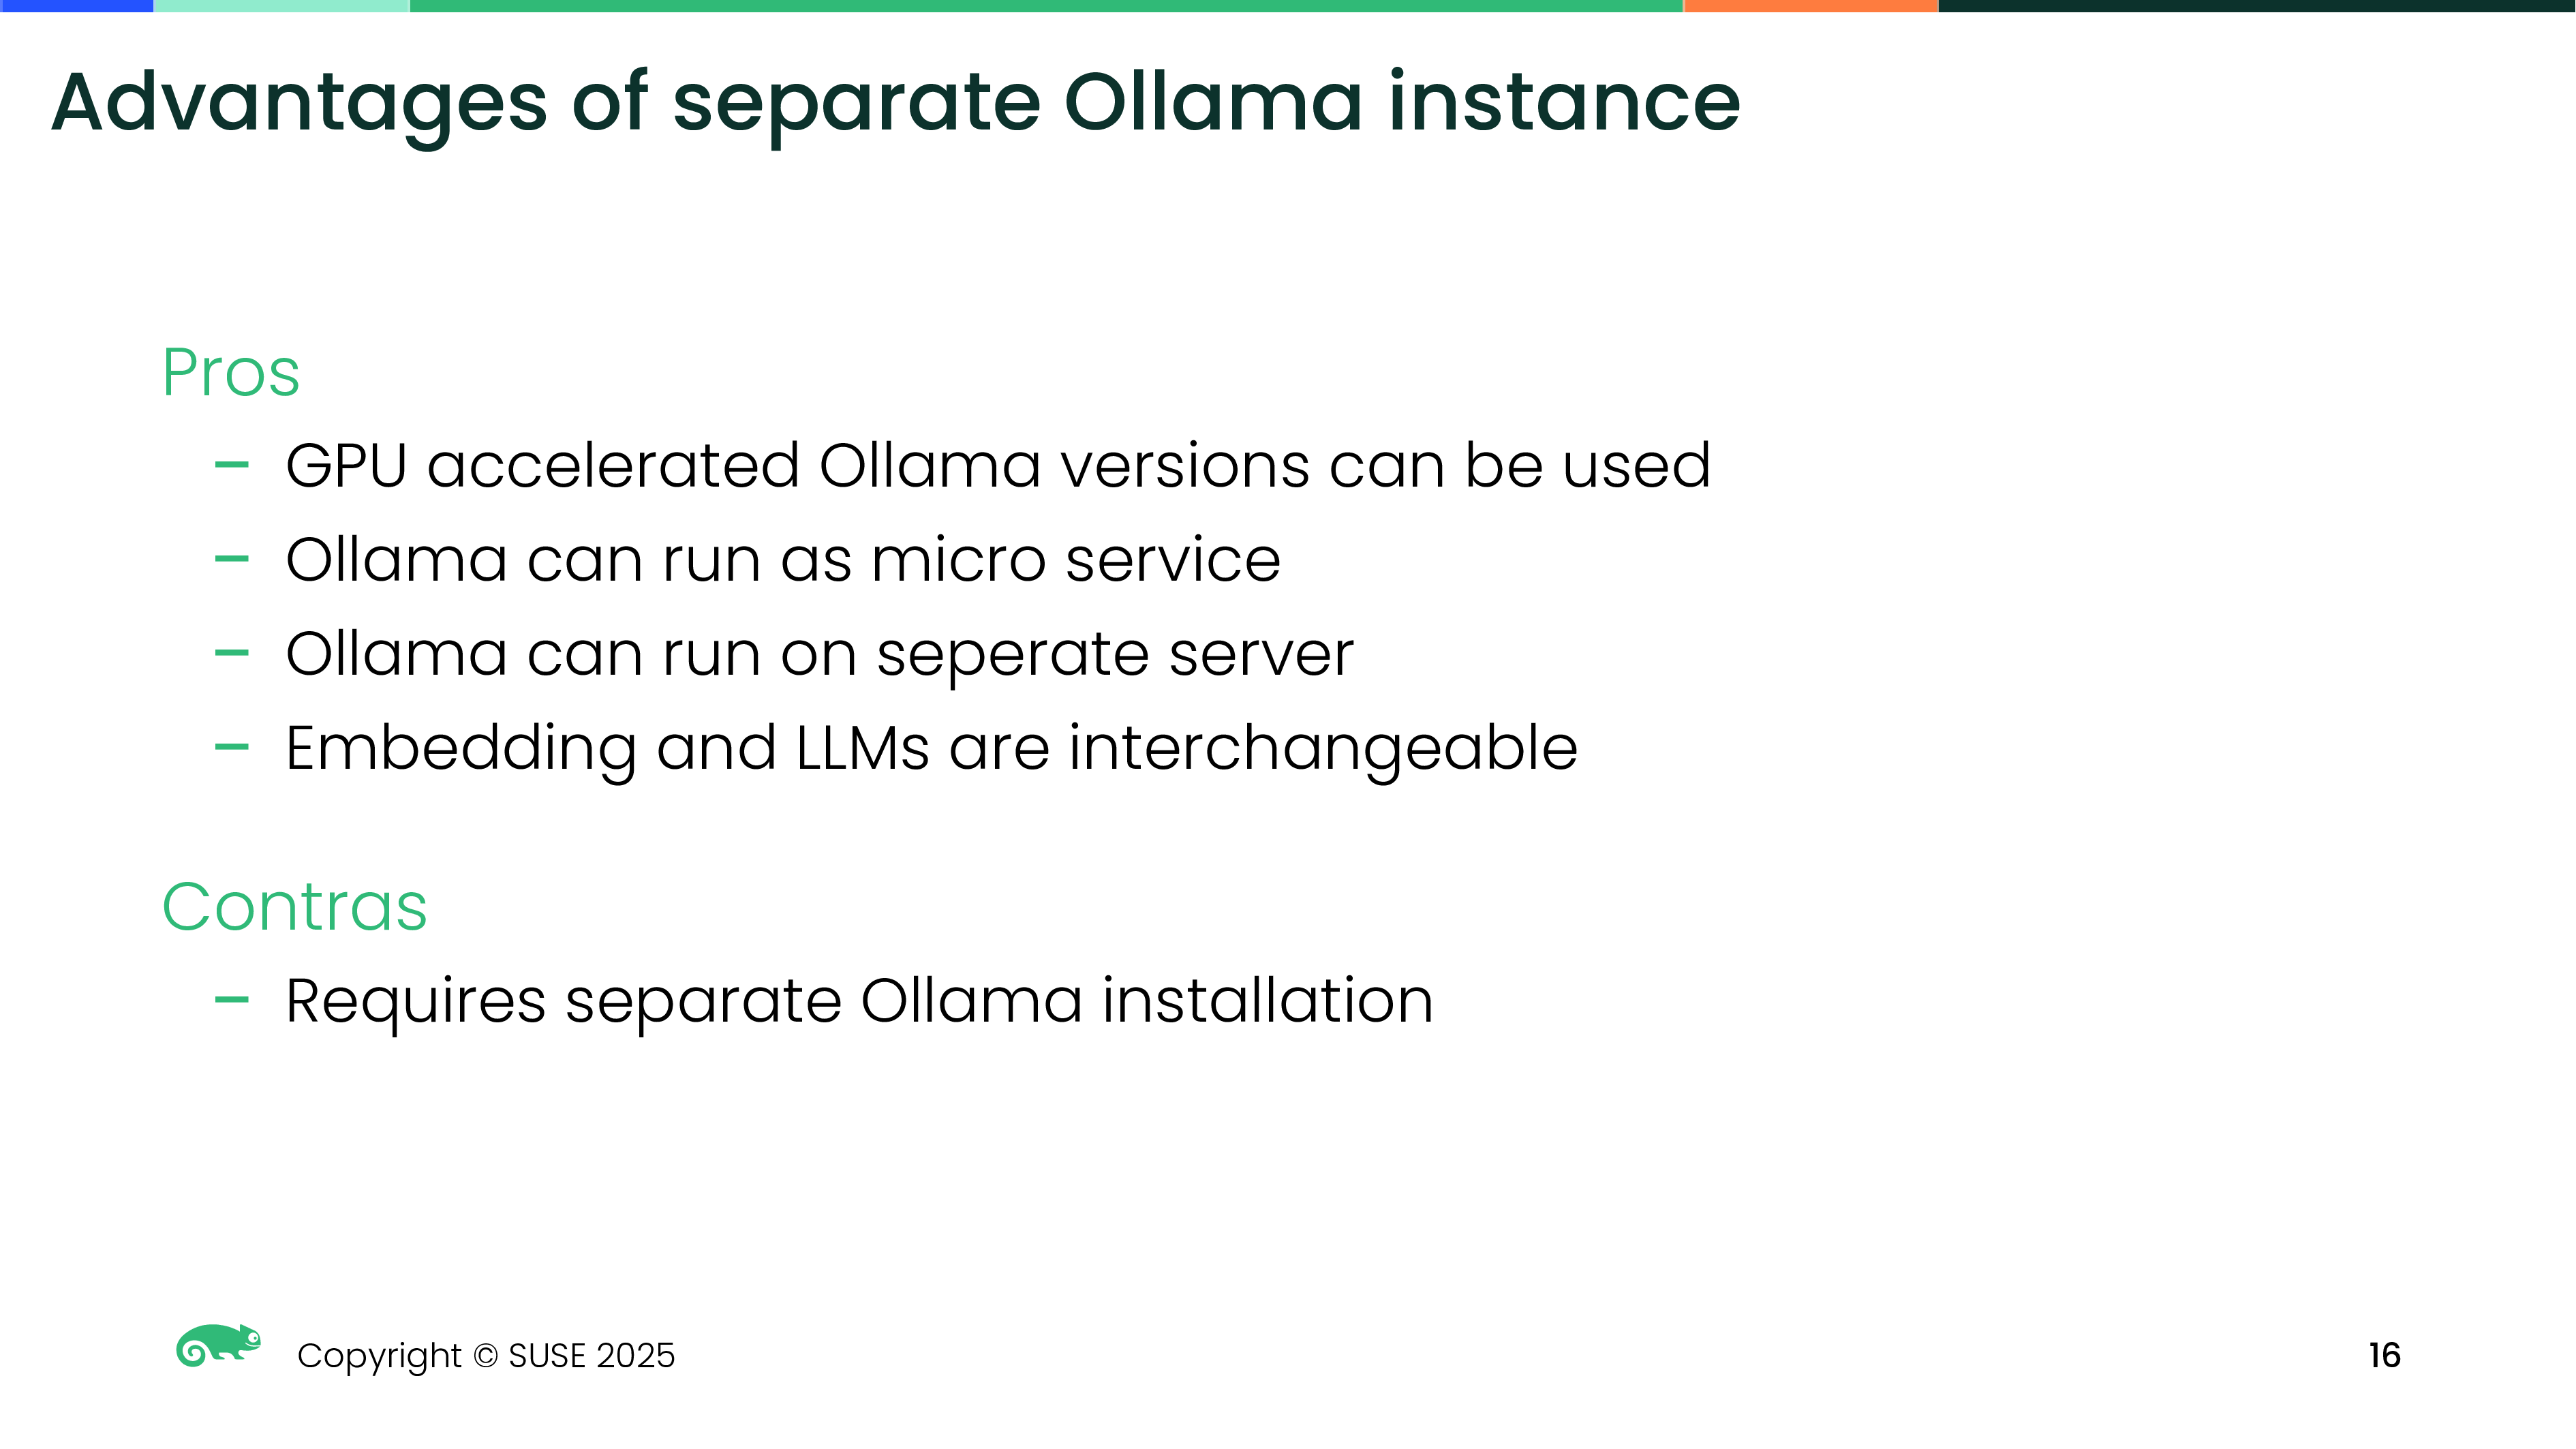 Advantages of separate Ollama instance
Pros
– GPU accelerated Ollama versions can be used
– Ollama can run as micro service
– Ollama can run on seperate server
– Embedding and LLMs are interchangeable
Contras
– Requires separate Ollama installation
Copyright © SUSE 2025
16